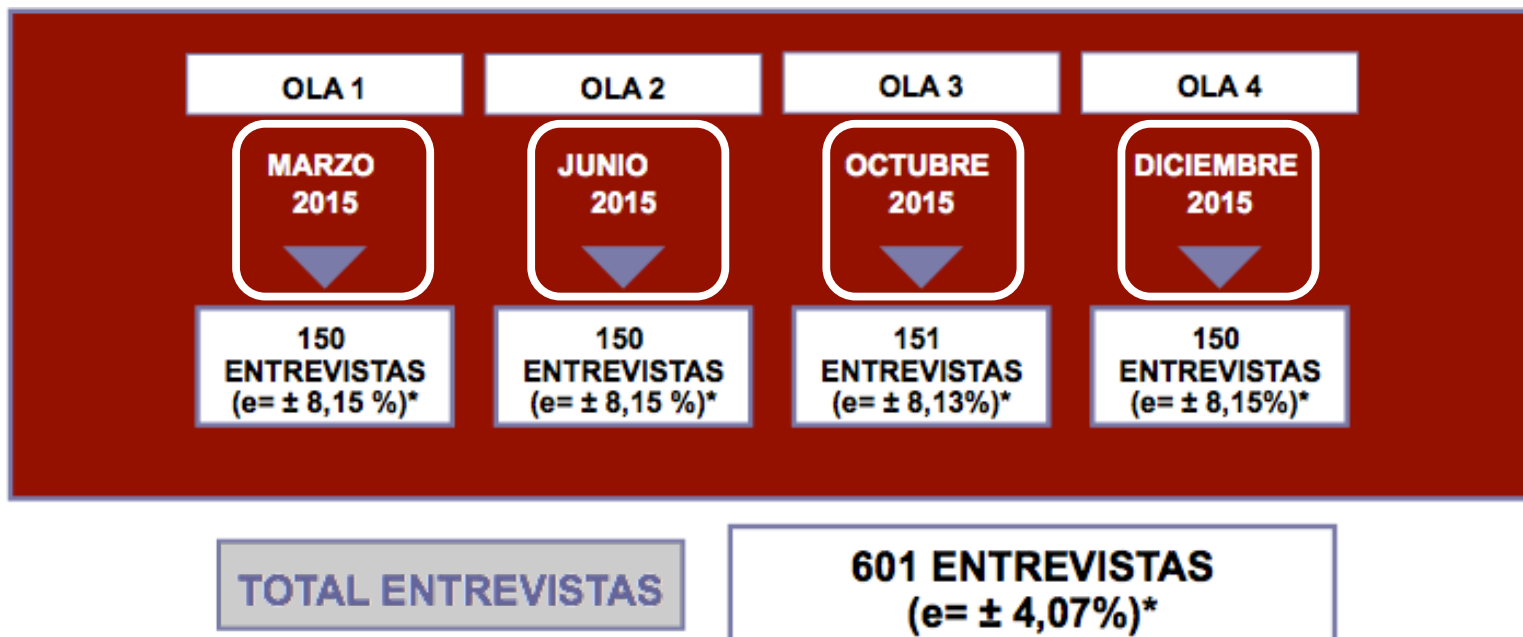 OLA 1
OLA 2
OLA 3
OLA 4
MARZO
2015
JUNIO
2015
OCTUBRE
2015
DICIEMBRE
2015
150
ENTREVISTAS
(e= ± 8,15 %)*
150
ENTREVISTAS
(e= ± 8,15 %)*
151
ENTREVISTAS
(e= ± 8,13%)*
150
ENTREVISTAS
(e= ± 8,15%)*
TOTAL ENTREVISTAS
601 ENTREVISTAS
(e= ± 4,07%)*